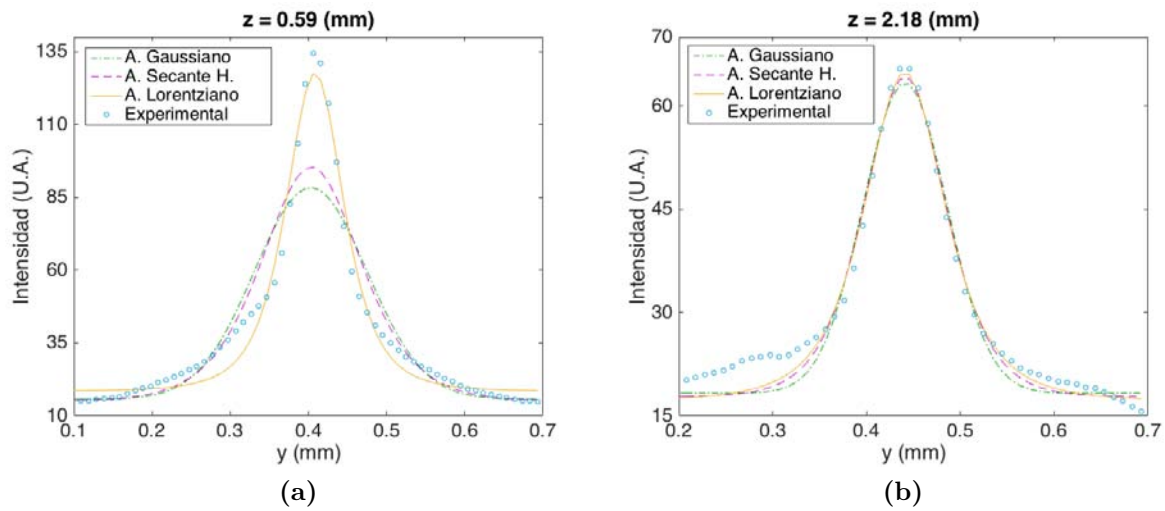 z = 0.59 (mm)
135
110
85
60
35
10
Intensidad (U.A.)
A. Gaussiano
A. Secante H.
A. Lorentziano
Experimental
0.1 0.2 0.3 0.4 0.5 0.6 0.7
y (mm)
(a)
z = 2.18 (mm)
70
60
45
30
15
Intensidad (U.A.)
A. Gaussiano
A. Secante H.
A. Lorentziano
Experimental
0.2 0.3 0.4 0.5 0.6 0.7
y (mm)
(b)